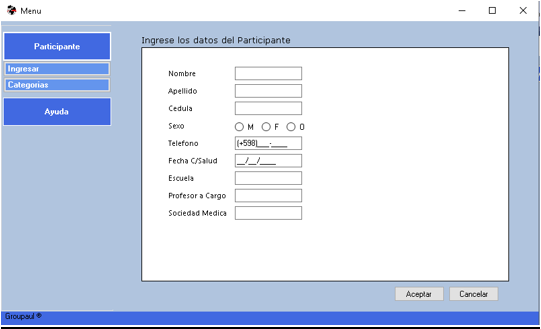 Menu
Participante
Ingresar
Categorias
Ayuda
Ingrese los datos del Participante
Nombre
Apellido
Cedula
Sexo M F O
Telefono (+598)___-____
Fecha C/Salud __/__/____
Escuela
Profesor a Cargo
Sociedad Medica
Aceptar Cancelar
Groupaul ®